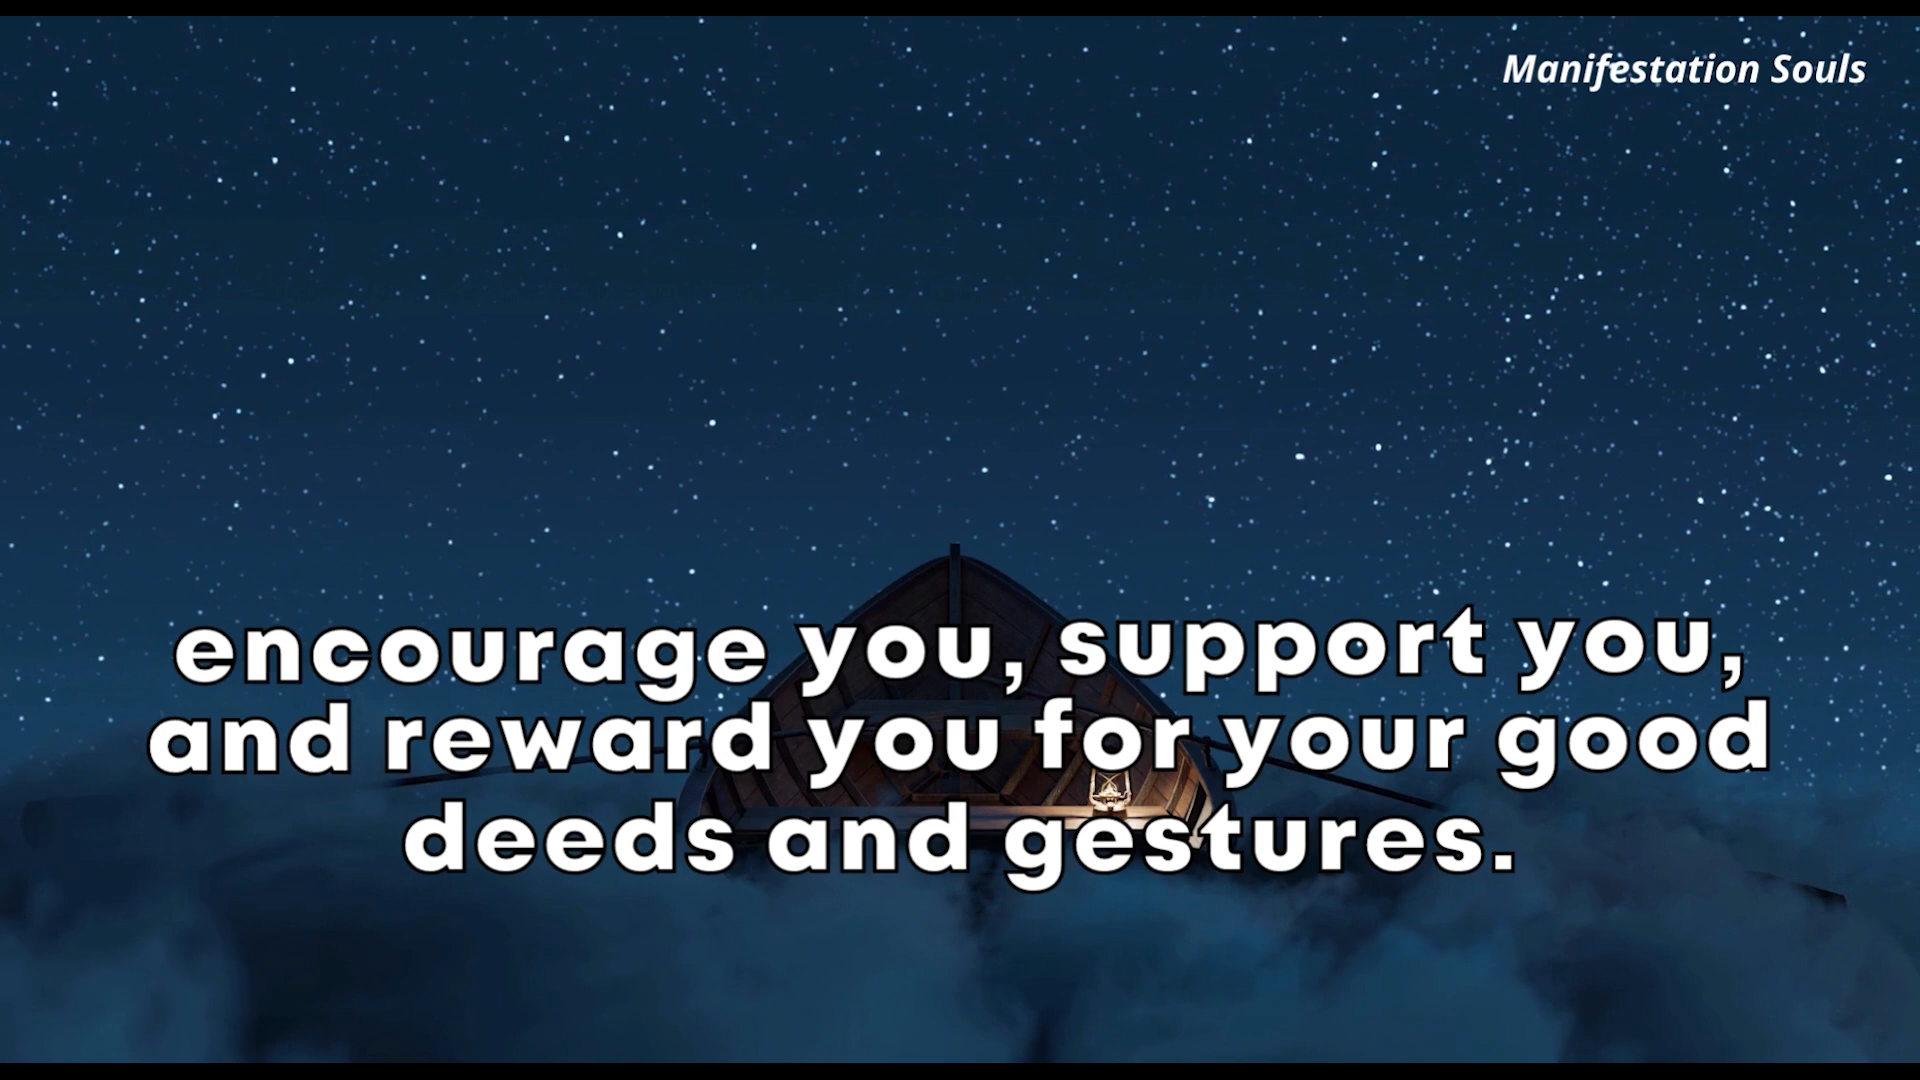 Manifestation Souls
encourage you, support you,
and reward you for your good
deeds and gestures.